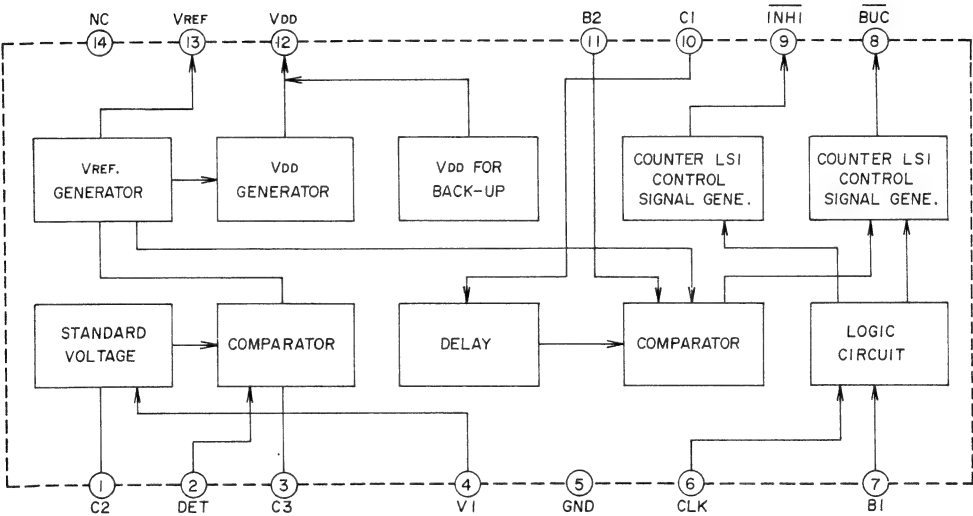 NC VREF VDD B2 C1 INH1 BUC
14 13 12 11 10 9 8
VREF. GENERATOR
VDD GENERATOR
VDD FOR BACK-UP
COUNTER LSI CONTROL SIGNAL GENE.
COUNTER LSI CONTROL SIGNAL GENE.
STANDARD VOLTAGE
COMPARATOR
DELAY
COMPARATOR
LOGIC CIRCUIT
1 2 3 4 5 6 7
C2 DET C3 V1 GND CLK B1